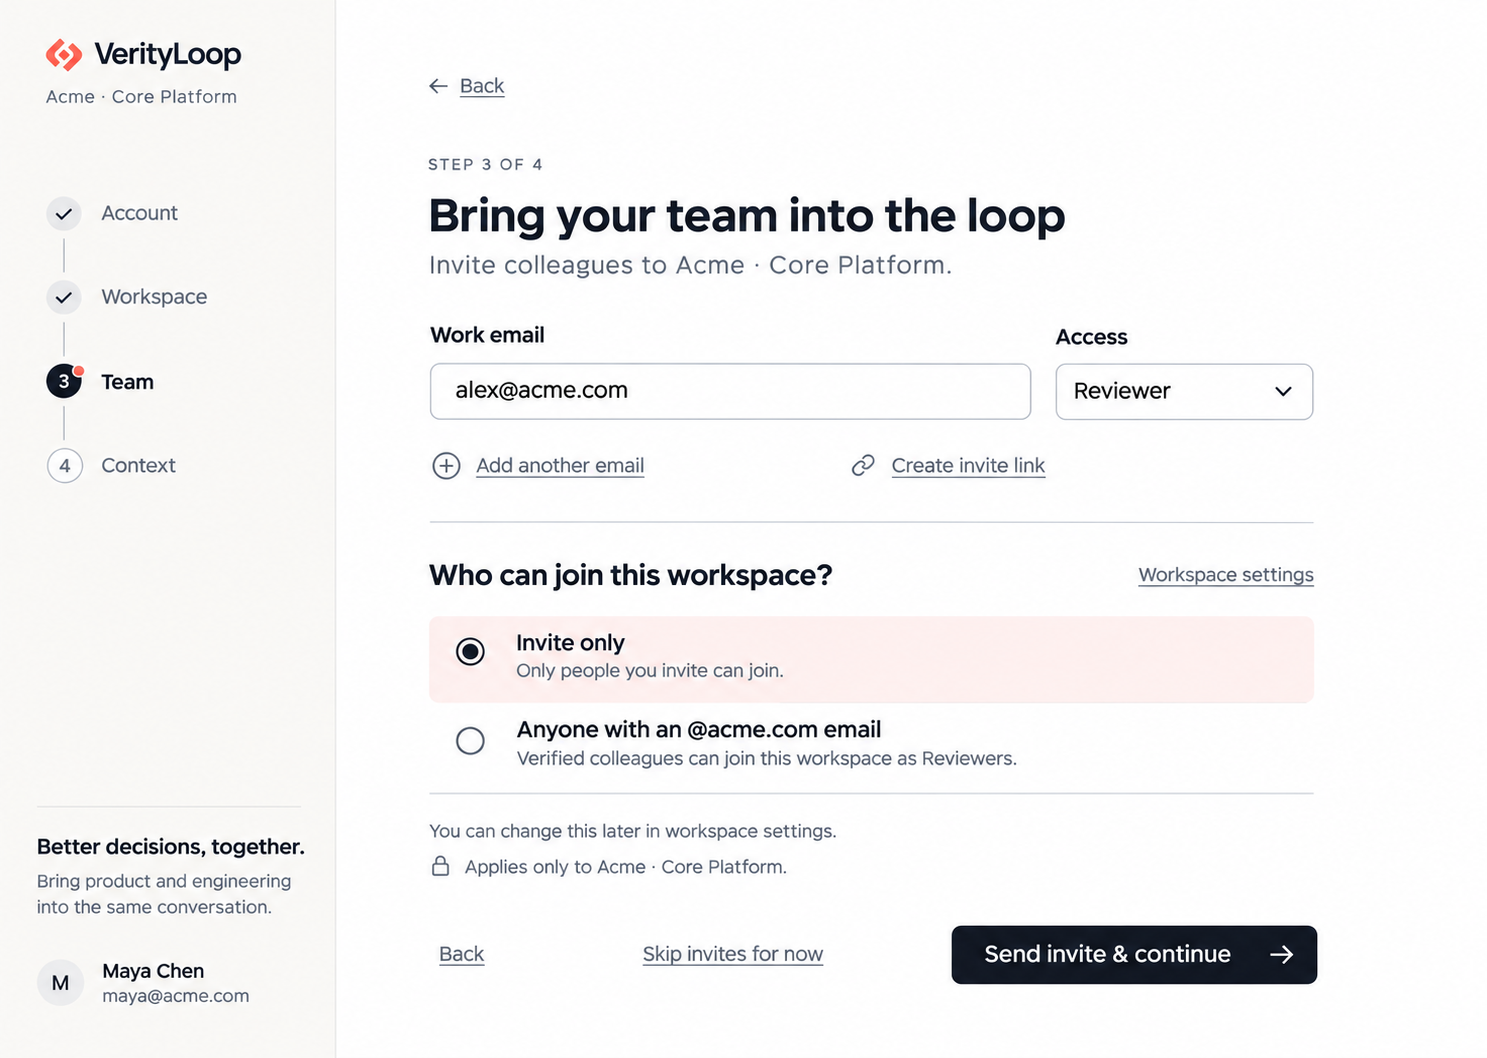 VerityLoop
Acme · Core Platform
Account
Workspace
3
Team
4
Context
Better decisions, together.
Bring product and engineering
into the same conversation.
M
Maya Chen
maya@acme.com
Back
STEP 3 OF 4
Bring your team into the loop
Invite colleagues to Acme · Core Platform.
Work email
Access
alex@acme.com
Reviewer
Add another email
Create invite link
Who can join this workspace?
Workspace settings
Invite only
Only people you invite can join.
Anyone with an @acme.com email
Verified colleagues can join this workspace as Reviewers.
You can change this later in workspace settings.
Applies only to Acme · Core Platform.
Back
Skip invites for now
Send invite & continue